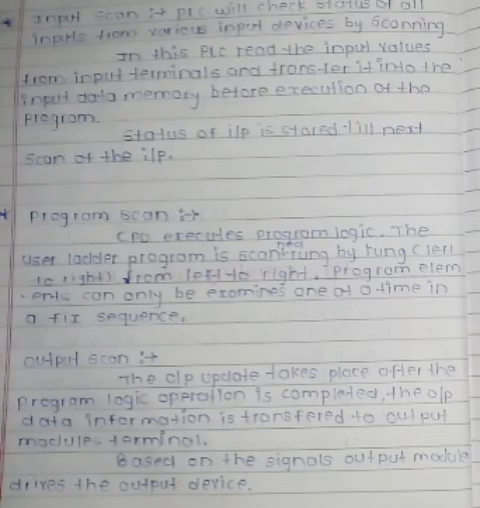 * Input scan :→ PLC will check status of all
inputs from various input devices by Sconning
In this PLC read the input values
from input terminals and transfer it into the
input data memory before execution of the
program.
Status of i/p is stored till next
scan of the i/p.
* Program scan :→
CPU executes program logic. The
user ladder program is scanned rung by rung (left
to right) from left to right. Program elem
-ents can only be examines one at a time in
a fix sequence.
output scan :→
The o/p update takes place after the
program logic operation is completed, the o/p
data information is transfered to output
modules terminal.
Based on the signals output module
drives the output device.